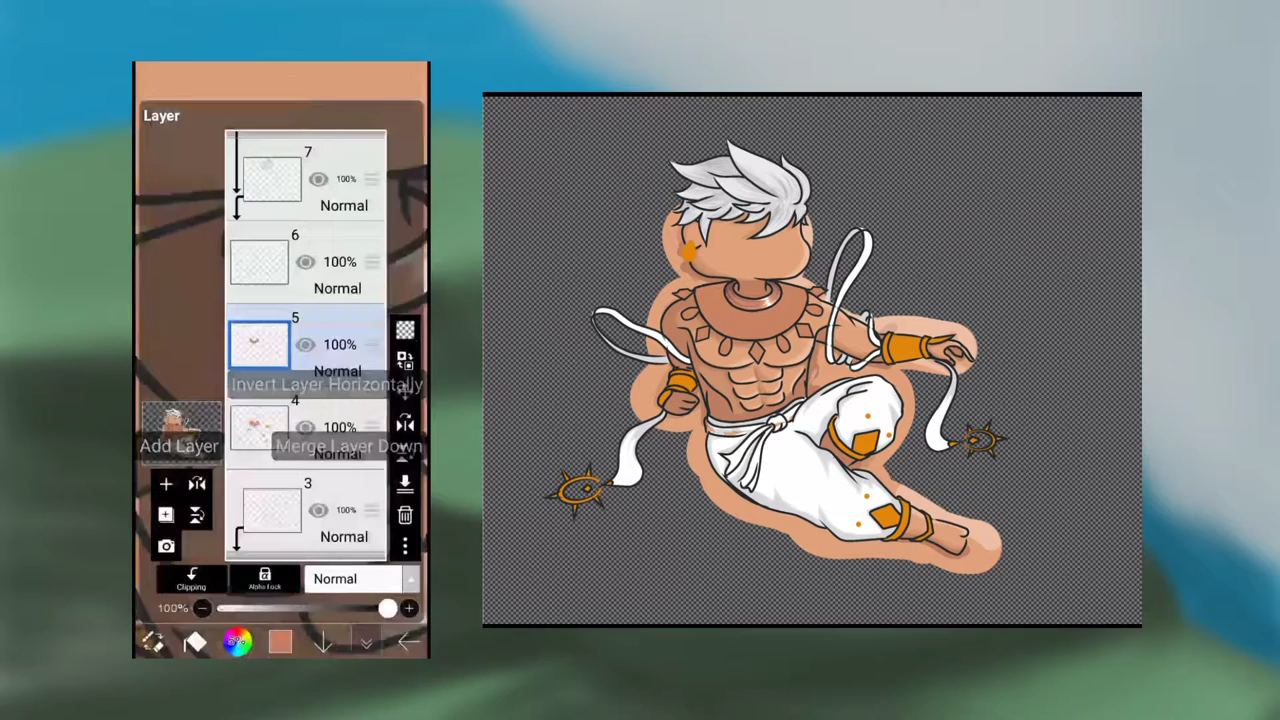 Layer
7
100%
Normal
6
100%
Normal
5
100%
Normal
Invert Layer Horizontally
4
100%
Normal
Add Layer
Merge Layer Down
3
100%
Normal
Clipping
Alpha Lock
Normal
100%